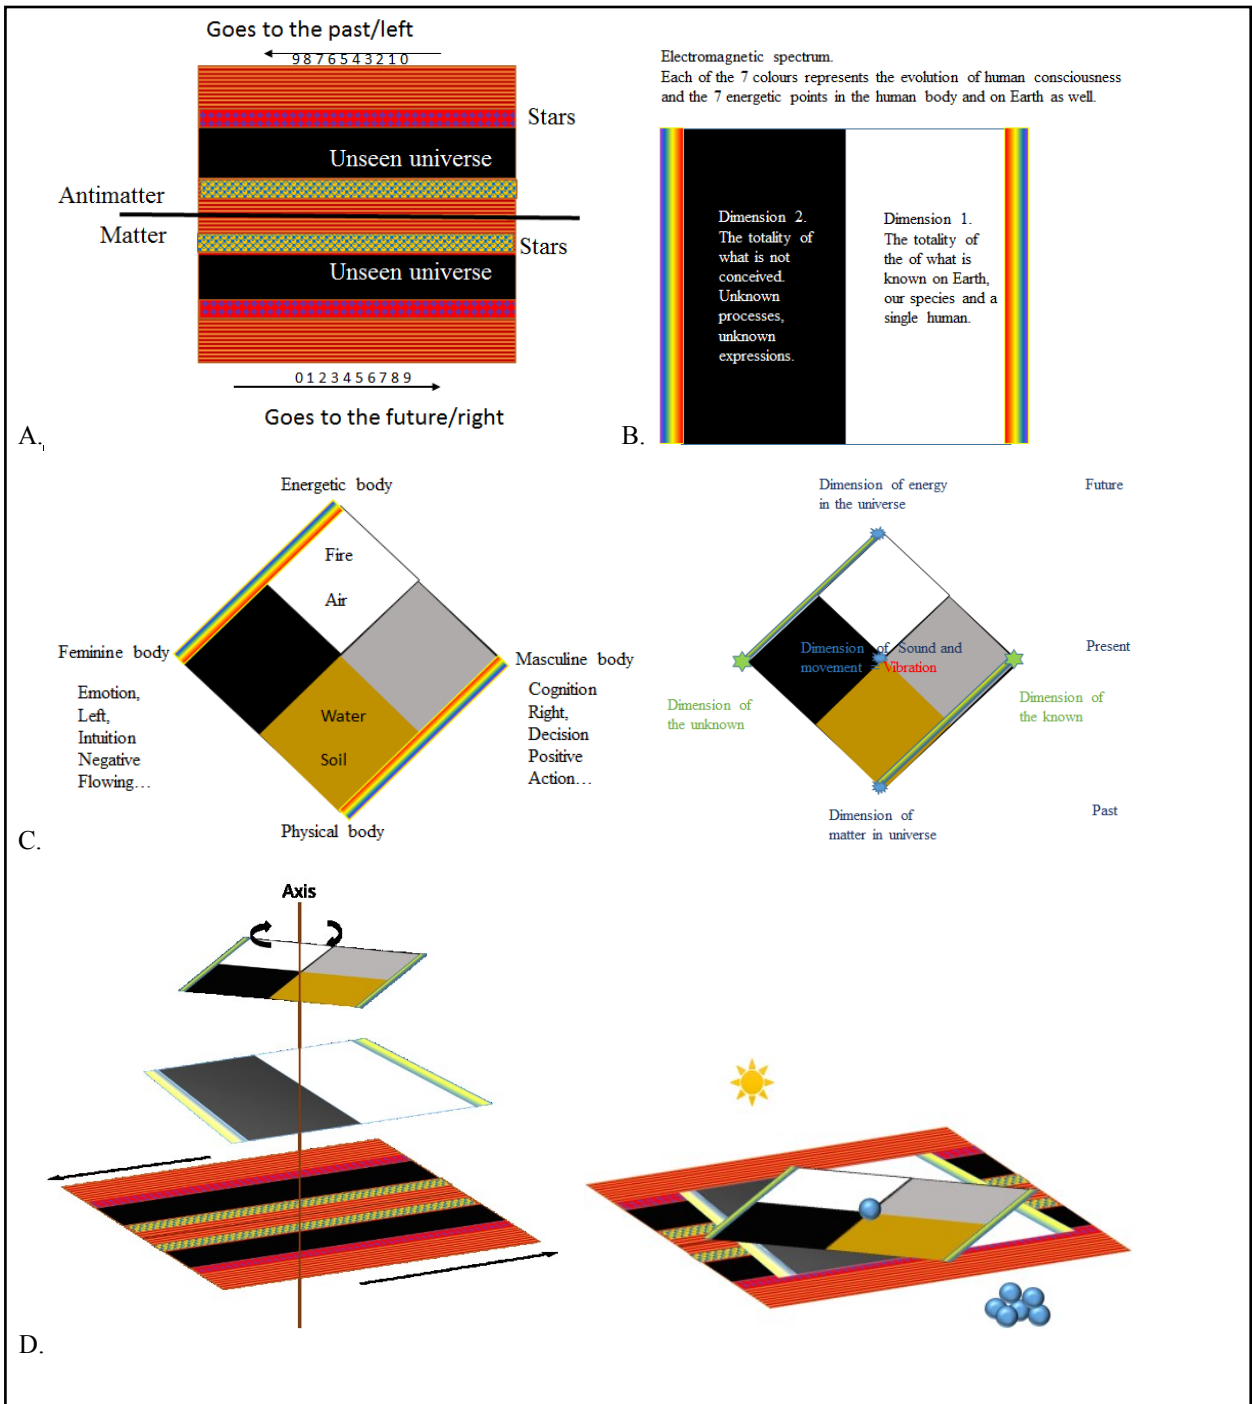 Goes to the past/left
9 8 7 6 5 4 3 2 1 0
Stars
Unseen universe
Antimatter
Matter
Stars
Unseen universe
0 1 2 3 4 5 6 7 8 9
Goes to the future/right
A.
Electromagnetic spectrum.
Each of the 7 colours represents the evolution of human consciousness
and the 7 energetic points in the human body and on Earth as well.
Dimension 2.
The totality of
what is not
conceived.
Unknown
processes,
unknown
expressions.
Dimension 1.
The totality of
the of what is
known on Earth,
our species and a
single human.
B.
Energetic body
Fire
Air
Feminine body
Emotion,
Left,
Intuition
Negative
Flowing...
Masculine body
Cognition
Right,
Decision
Positive
Action...
Water
Soil
Physical body
C.
Dimension of energy
in the universe
Future
Dimension of Sound and
movement = Vibration
Present
Dimension of
the unknown
Dimension of
the known
Dimension of
matter in universe
Past
Axis
D.